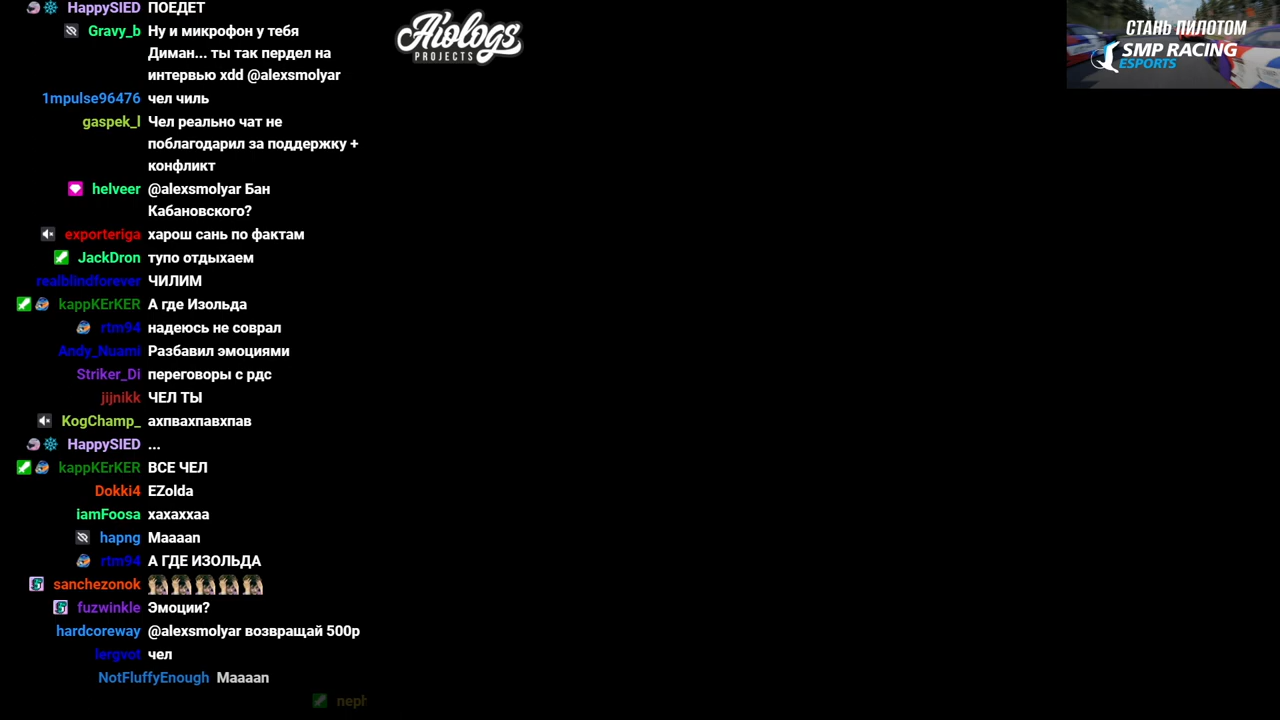 HappySIED ПОЕДЕТ
Gravy_b Ну и микрофон у тебя
Диман... ты так пердел на
интервью xdd @alexsmolyar
1mpulse96476 чел чиль
gaspek_l Чел реально чат не
поблагодарил за поддержку +
конфликт
helveer @alexsmolyar Бан
Кабановского?
exporteriga харош сань по фактам
JackDron тупо отдыхаем
realblindforever ЧИЛИМ
kappKErKER А где Изольда
rtm94 надеюсь не соврал
Andy_Nuami Разбавил эмоциями
Striker_Di переговоры с рдс
jijnikk ЧЕЛ ТЫ
KogChamp_ ахпвахпавхпав
HappySIED ...
kappKErKER ВСЕ ЧЕЛ
Dokki4 EZolda
iamFoosa хахаххаа
hapng Maaaan
rtm94 А ГДЕ ИЗОЛЬДА
sanchezonok
fuzwinkle Эмоции?
hardcoreway @alexsmolyar возвращай 500р
lergvot чел
NotFluffyEnough Maaaan
neph
Aiologs
PROJECTS
СТАНЬ ПИЛОТОМ
SMP RACING
ESPORTS